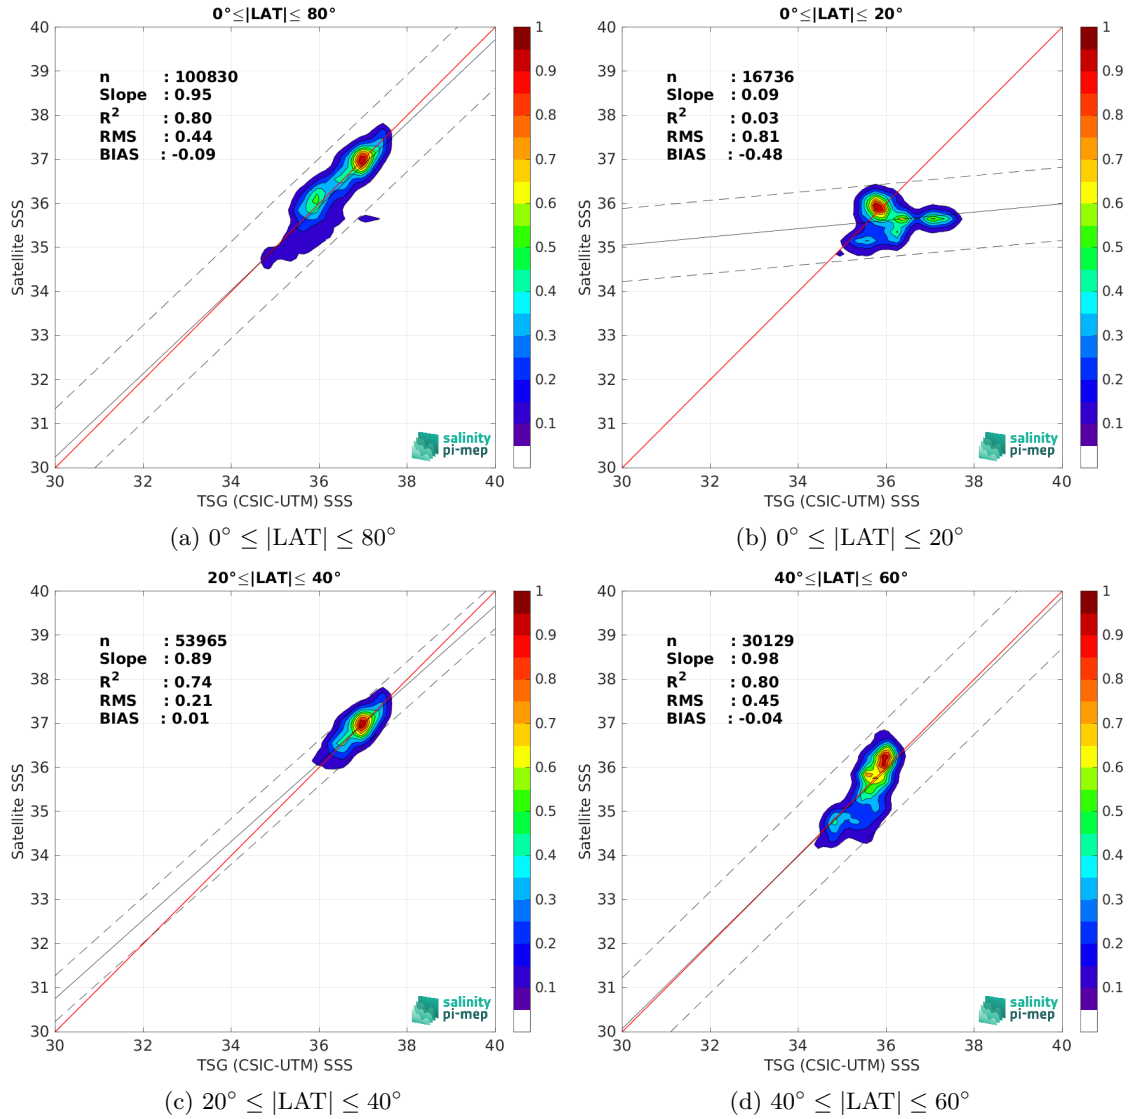 0°≤|LAT|≤ 80°
n : 100830
Slope : 0.95
R² : 0.80
RMS : 0.44
BIAS : -0.09
40
39
38
37
36
35
34
33
32
31
30
30 32 34 36 38 40
Satellite SSS
TSG (CSIC-UTM) SSS
salinity
pi-mep
1
0.9
0.8
0.7
0.6
0.5
0.4
0.3
0.2
0.1
(a) 0° ≤ |LAT| ≤ 80°
0°≤|LAT|≤ 20°
n : 16736
Slope : 0.09
R² : 0.03
RMS : 0.81
BIAS : -0.48
40
39
38
37
36
35
34
33
32
31
30
30 32 34 36 38 40
Satellite SSS
TSG (CSIC-UTM) SSS
salinity
pi-mep
1
0.9
0.8
0.7
0.6
0.5
0.4
0.3
0.2
0.1
(b) 0° ≤ |LAT| ≤ 20°
20°≤|LAT|≤ 40°
n : 53965
Slope : 0.89
R² : 0.74
RMS : 0.21
BIAS : 0.01
40
39
38
37
36
35
34
33
32
31
30
30 32 34 36 38 40
Satellite SSS
TSG (CSIC-UTM) SSS
salinity
pi-mep
1
0.9
0.8
0.7
0.6
0.5
0.4
0.3
0.2
0.1
(c) 20° ≤ |LAT| ≤ 40°
40°≤|LAT|≤ 60°
n : 30129
Slope : 0.98
R² : 0.80
RMS : 0.45
BIAS : -0.04
40
39
38
37
36
35
34
33
32
31
30
30 32 34 36 38 40
Satellite SSS
TSG (CSIC-UTM) SSS
salinity
pi-mep
1
0.9
0.8
0.7
0.6
0.5
0.4
0.3
0.2
0.1
(d) 40° ≤ |LAT| ≤ 60°